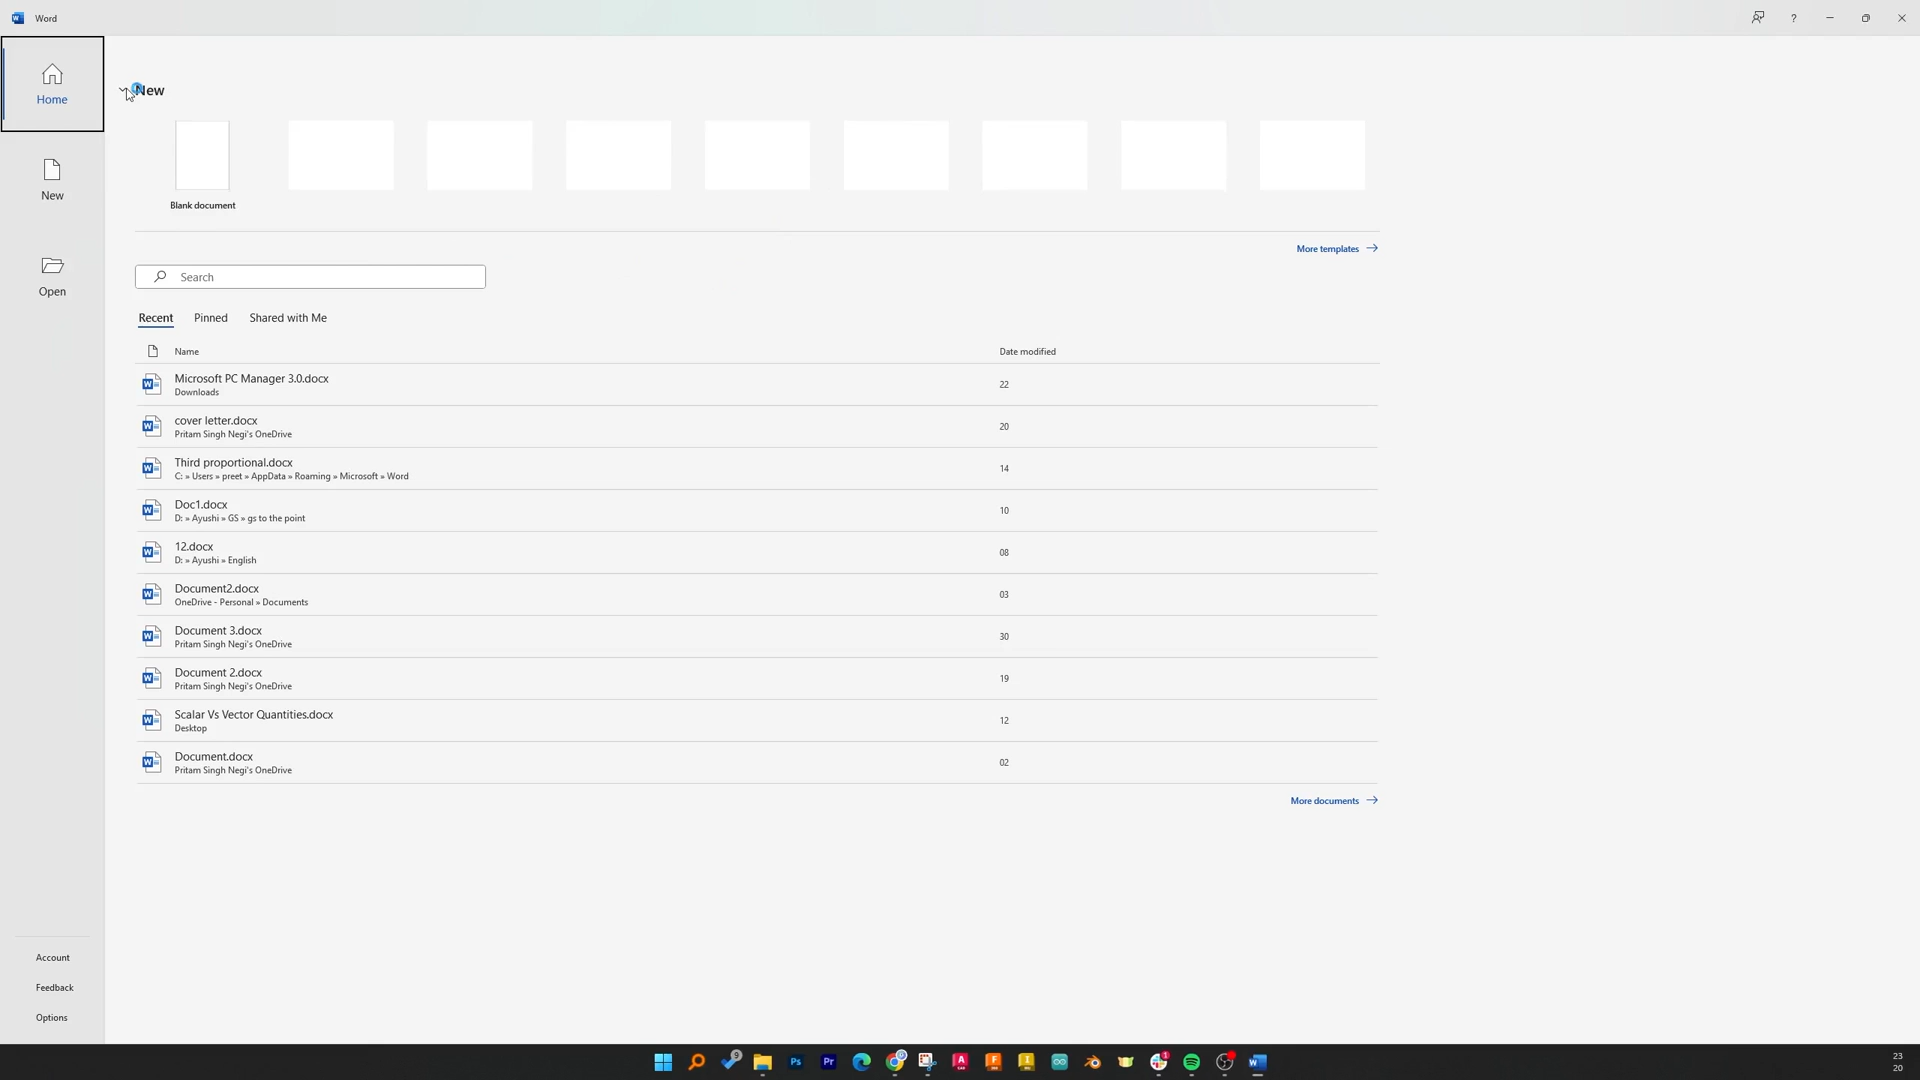 Word
?
Home
New
Blank document
New
More templates
Open
Search
Recent Pinned Shared with Me
Name Date modified
Microsoft PC Manager 3.0.docx
Downloads
22
cover letter.docx
Pritam Singh Negi's OneDrive
20
Third proportional.docx
C: » Users » preet » AppData » Roaming » Microsoft » Word
14
Doc1.docx
D: » Ayushi » GS » gs to the point
10
12.docx
D: » Ayushi » English
08
Document2.docx
OneDrive - Personal » Documents
03
Document 3.docx
Pritam Singh Negi's OneDrive
30
Document 2.docx
Pritam Singh Negi's OneDrive
19
Scalar Vs Vector Quantities.docx
Desktop
12
Document.docx
Pritam Singh Negi's OneDrive
02
More documents
Account
Feedback
Options
9
Ps
Pr
1
23
20